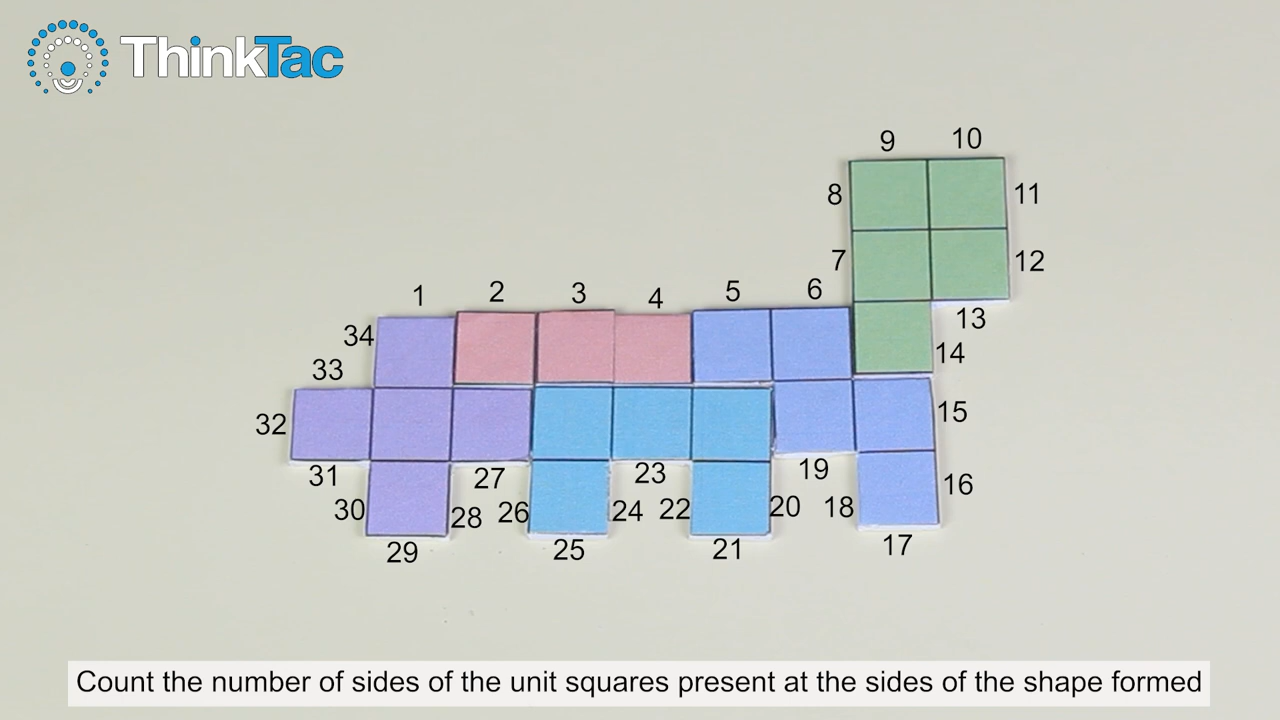 ThinkTac
9 10
8 11
7 12
1 2 3 4 5 6
13
34 14
33
32 15
31 27 23 19 16
30 28 26 24 22 20 18
29 25 21 17
Count the number of sides of the unit squares present at the sides of the shape formed